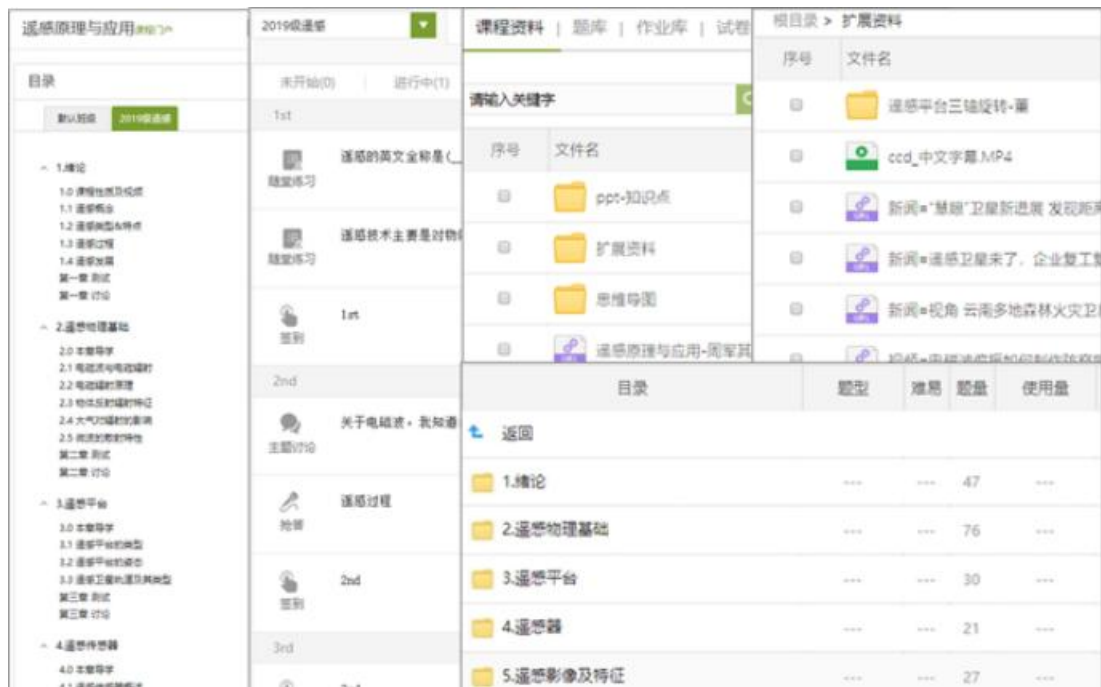 遥感原理与应用课程门户
目录
默认班级 2019级遥感
1.绪论
1.0 课程性质及视频
1.1 遥感概念
1.2 遥感类型&特点
1.3 遥感过程
1.4 遥感发展
第一章 测试
第一章 讨论
2.遥感物理基础
2.0 本章导学
2.1 电磁波与电磁辐射
2.2 电磁辐射原理
2.3 物体反射辐射特征
2.4 大气对辐射的影响
2.5 微波的散射特性
第二章 测试
第二章 讨论
3.遥感平台
3.0 本章导学
3.1 遥感平台的类型
3.2 遥感平台的姿态
3.3 遥感卫星轨道及其类型
第三章 测试
第三章 讨论
4.遥感传感器
4.0 本章导学
2019级遥感
未开始(0) 进行中(1)
1st
遥感的英文全称是(__
随堂练习
遥感技术主要是对物
随堂练习
1st
签到
2nd
关于电磁波，我知道
主题讨论
遥感过程
抢答
2nd
签到
3rd
课程资料 | 题库 | 作业库 | 试卷
请输入关键字
序号 文件名
ppt-知识点
扩展资料
思维导图
遥感原理与应用-周军其
根目录 > 扩展资料
序号 文件名
遥感平台三轴旋转-董
ccd_中文字幕.MP4
新闻="慧眼"卫星新进展 发现距离
新闻=遥感卫星来了，企业复工复
新闻=视角 云南多地森林火灾卫
目录 题型 难易 题量 使用量
返回
1.绪论 --- --- 47 ---
2.遥感物理基础 --- --- 76 ---
3.遥感平台 --- --- 30 ---
4.遥感器 --- --- 21 ---
5.遥感影像及特征 --- --- 27 ---